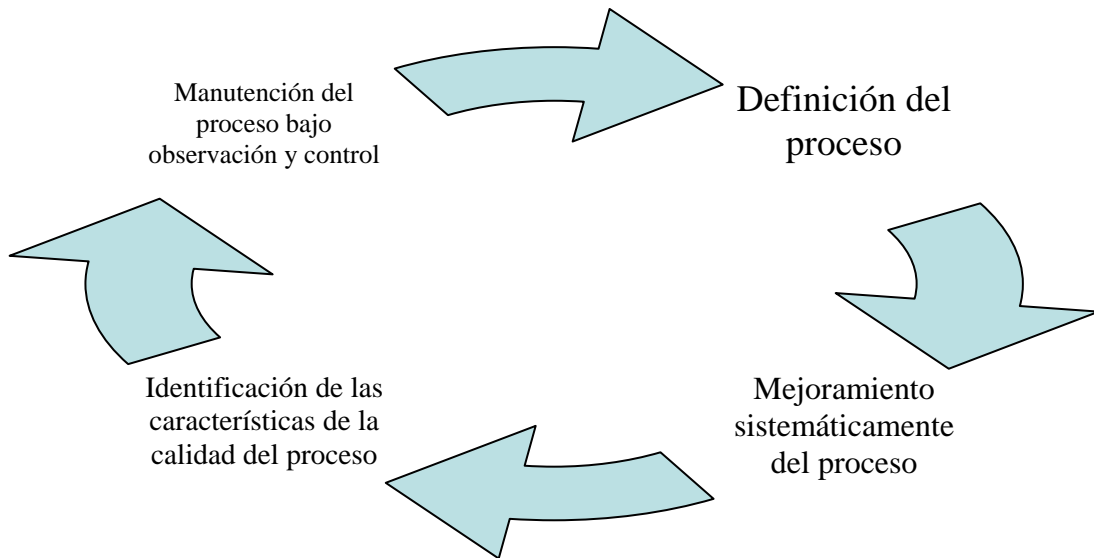 Manutención del
proceso bajo
observación y control
Definición del
proceso
Identificación de las
características de la
calidad del proceso
Mejoramiento
sistemáticamente
del proceso